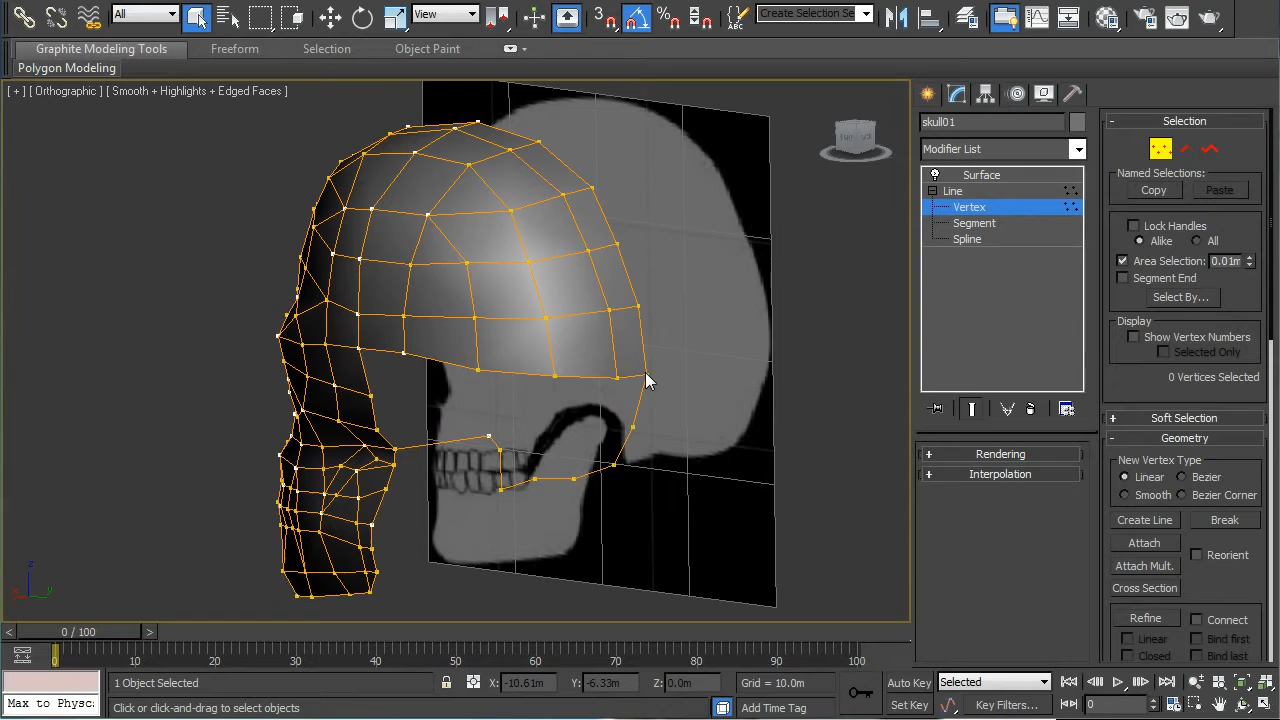 All
View
3
Create Selection Se
ABC
Graphite Modeling Tools
Freeform
Selection
Object Paint
Polygon Modeling
[ + ] [ Orthographic ] [ Smooth + Highlights + Edged Faces ]
skull01
Modifier List
Surface
Line
Vertex
Segment
Spline
+ Rendering
+ Interpolation
- Selection
Named Selections:
Copy
Paste
Lock Handles
Alike
All
Area Selection: 0.01m
Segment End
Select By...
Display
Show Vertex Numbers
Selected Only
0 Vertices Selected
+ Soft Selection
- Geometry
New Vertex Type
Linear
Bezier
Smooth
Bezier Corner
Create Line
Break
Attach
Reorient
Attach Mult.
Cross Section
Refine
Connect
Linear
Bind first
Closed
Bind last
z
x
y
< 0 / 100 >
0 10 20 30 40 50 60 70 80 90 100
1 Object Selected
X: -10.61m
Y: -6.33m
Z: 0.0m
Grid = 10.0m
Auto Key
Selected
Max to Physc
Click or click-and-drag to select objects
Add Time Tag
Set Key
Key Filters...
0